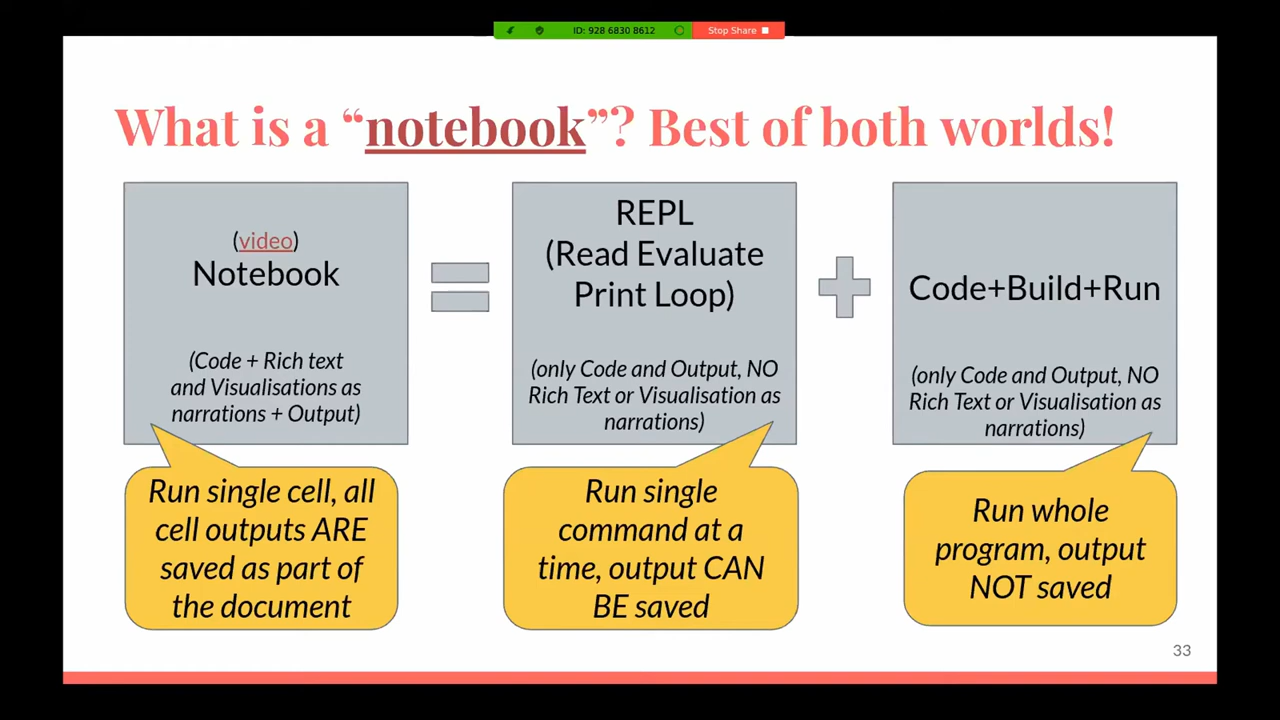 ID: 928 6830 8612
Stop Share
What is a “notebook”? Best of both worlds!
(video)
Notebook
(Code + Rich text
and Visualisations as
narrations + Output)
REPL
(Read Evaluate
Print Loop)
(only Code and Output, NO
Rich Text or Visualisation as
narrations)
Code+Build+Run
(only Code and Output, NO
Rich Text or Visualisation as
narrations)
Run single cell, all
cell outputs ARE
saved as part of
the document
Run single
command at a
time, output CAN
BE saved
Run whole
program, output
NOT saved
33